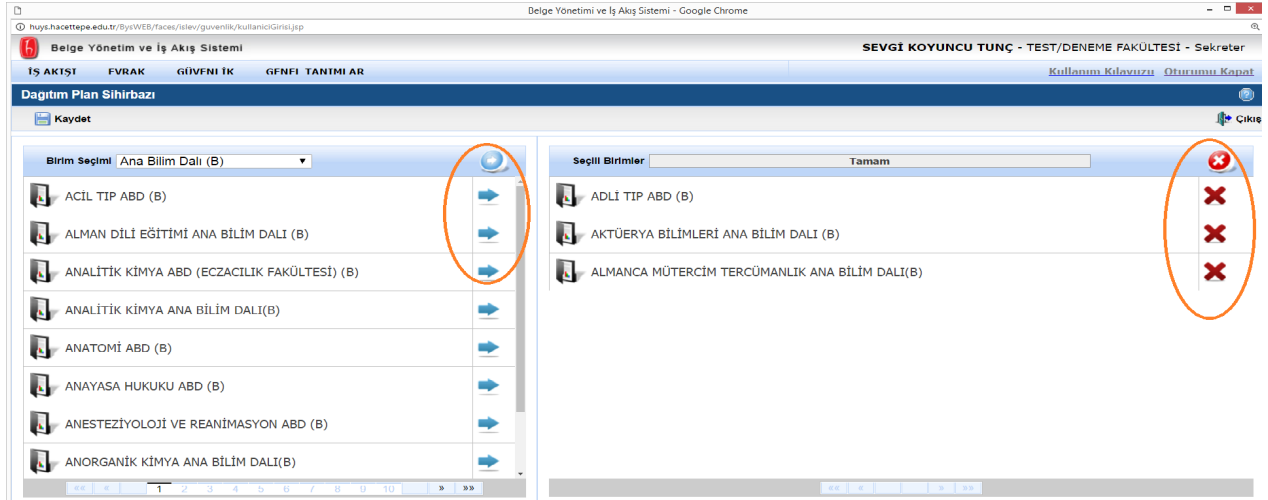 Belge Yönetimi ve İş Akış Sistemi - Google Chrome
huys.hacettepe.edu.tr/BysWEB/faces/islev/guvenlik/kullaniciGirisi.jsp
Belge Yönetim ve İş Akış Sistemi
SEVGİ KOYUNCU TUNÇ - TEST/DENEME FAKÜLTESİ - Sekreter
İŞ AKIŞI EVRAK GÜVENLİK GENEL TANIMLAR
Kullanım Kılavuzu Oturumu Kapat
Dağıtım Plan Sihirbazı
Kaydet
Çıkış
Birim Seçimi Ana Bilim Dalı (B)
ACİL TIP ABD (B)
ALMAN DİLİ EĞİTİMİ ANA BİLİM DALI (B)
ANALİTİK KİMYA ABD (ECZACILIK FAKÜLTESİ) (B)
ANALİTİK KİMYA ANA BİLİM DALI(B)
ANATOMİ ABD (B)
ANAYASA HUKUKU ABD (B)
ANESTEZİYOLOJİ VE REANİMASYON ABD (B)
ANORGANİK KİMYA ANA BİLİM DALI(B)
<< < 1 2 3 4 5 6 7 8 9 10 » »»
Seçili Birimler Tamam
ADLİ TIP ABD (B)
AKTÜERYA BİLİMLERİ ANA BİLİM DALI (B)
ALMANCA MÜTERCİM TERCÜMANLIK ANA BİLİM DALI(B)
<< < > >>